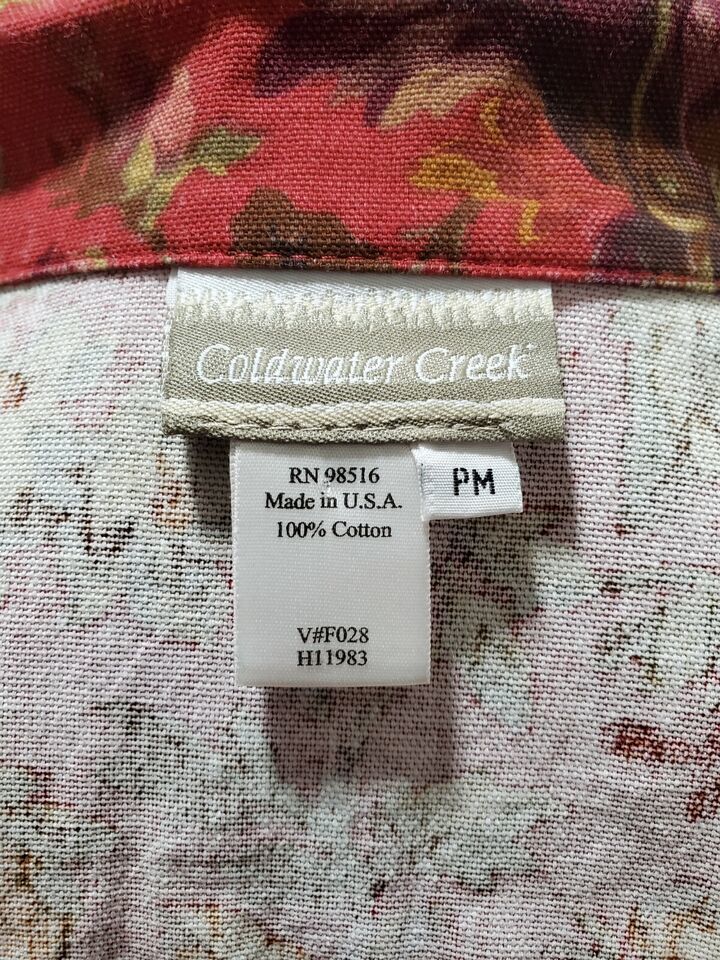 Coldwater Creek
PM
RN 98516
Made in U.S.A.
100% Cotton
V#F028
H11983